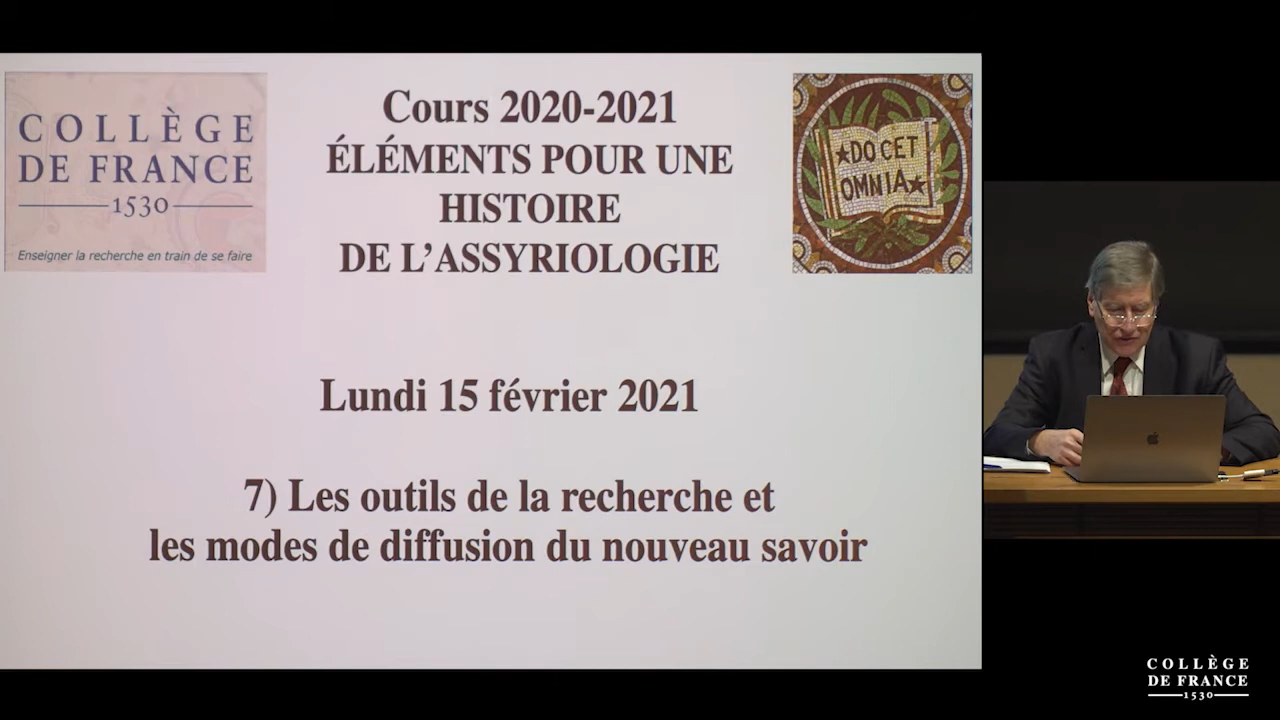 COLLÈGE
DE FRANCE
1530
Enseigner la recherche en train de se faire
Cours 2020-2021
ÉLÉMENTS POUR UNE
HISTOIRE
DE L’ASSYRIOLOGIE
★DOCET
OMNIA★
Lundi 15 février 2021
7) Les outils de la recherche et
les modes de diffusion du nouveau savoir
COLLÈGE
DE FRANCE
1530